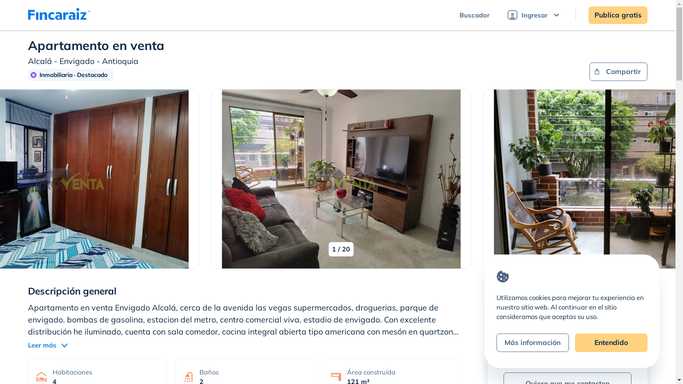 Fincaraiz
Buscador
Ingresar
Publica gratis
Apartamento en venta
Alcalá - Envigado - Antioquia
Inmobiliaria · Destacado
Compartir
VENTA
VENTA
1 / 20
Descripción general
Apartamento en venta Envigado Alcalá, cerca de la avenida las vegas supermercados, droguerias, parque de
envigado, bombas de gasolina, estacion del metro, centro comercial viva, estadio de envigado. Con excelente
distribución he iluminado, cuenta con sala comedor, cocina integral abierta tipo americana con mesón en quartzon...
Leer más
Habitaciones
4
Baños
2
Área construida
121 m²
Utilizamos cookies para mejorar tu experiencia en
nuestro sitio web. Al continuar en el sitio
consideramos que aceptas su uso.
Más información
Entendido
Quiero que me contacten